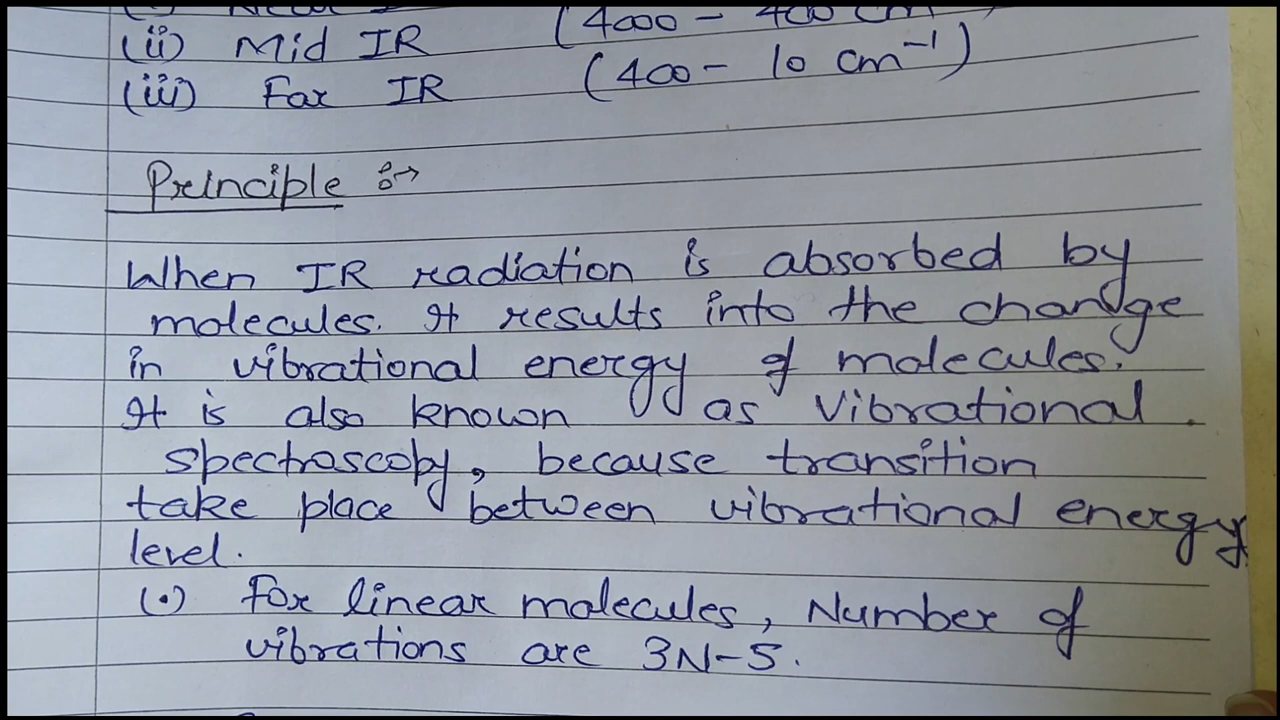 (ii) Mid IR (4000 - 400 cm
(iii) Far IR (400 - 10 cm⁻¹)
Principle :→
When IR radiation is absorbed by
molecules. It results into the change
in vibrational energy of molecules.
It is also known as Vibrational
spectroscopy, because transition
take place between vibrational energy
level.
(•) For linear molecules, Number of
vibrations are 3N-5.